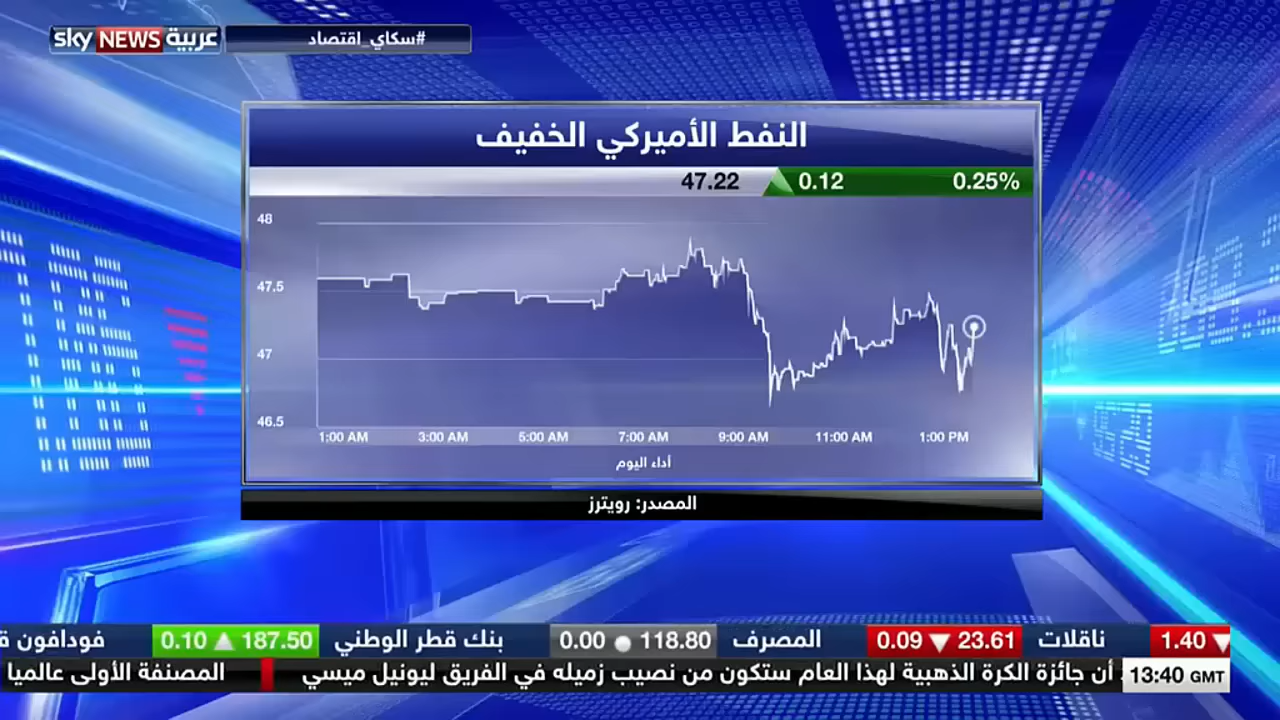 sky NEWS عربية
#سكاي_اقتصاد
النفط الأميركي الخفيف
47.22 ▲ 0.12 0.25%
48
47.5
47
46.5
1:00 AM 3:00 AM 5:00 AM 7:00 AM 9:00 AM 11:00 AM 1:00 PM
أداء اليوم
المصدر: رويترز
1.40 ▼ ناقلات 23.61 ▼ 0.09 المصرف 118.80 ● 0.00 بنك قطر الوطني 187.50 ▲ 0.10 فودافون
أن جائزة الكرة الذهبية لهذا العام ستكون من نصيب زميله في الفريق ليونيل ميسي المصنفة الأولى عالميا
13:40 GMT